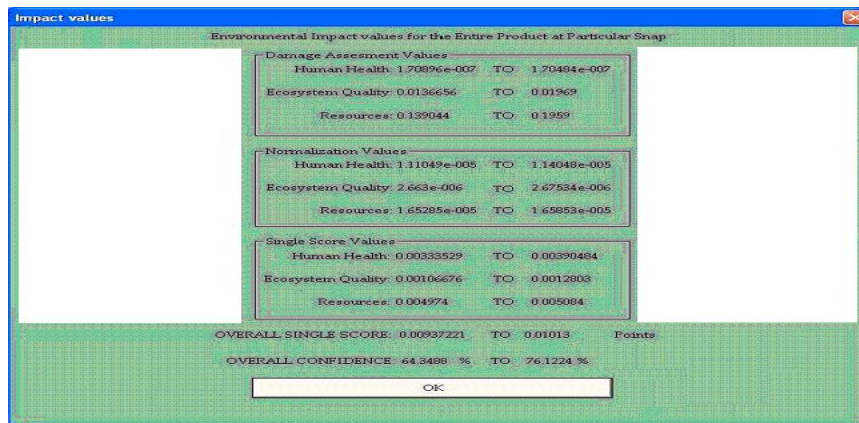 Impact values
Environmental Impact values for the Entire Product at Particular Snap
Damage Assesment Values
Human Health: 1.70896e-007 TO 1.70484e-007
Ecosystem Quality: 0.0136656 TO 0.01969
Resources: 0.139044 TO 0.1959
Normalization Values
Human Health: 1.11049e-005 TO 1.14048e-005
Ecosystem Quality: 2.663e-006 TO 2.67534e-006
Resources: 1.65285e-005 TO 1.65853e-005
Single Score Values
Human Health: 0.00333529 TO 0.00390484
Ecosystem Quality: 0.00106676 TO 0.0012803
Resources: 0.004974 TO 0.005084
OVERALL SINGLE SCORE: 0.00937221 TO 0.01013 Points
OVERALL CONFIDENCE: 64.3488 % TO 76.1224 %
OK